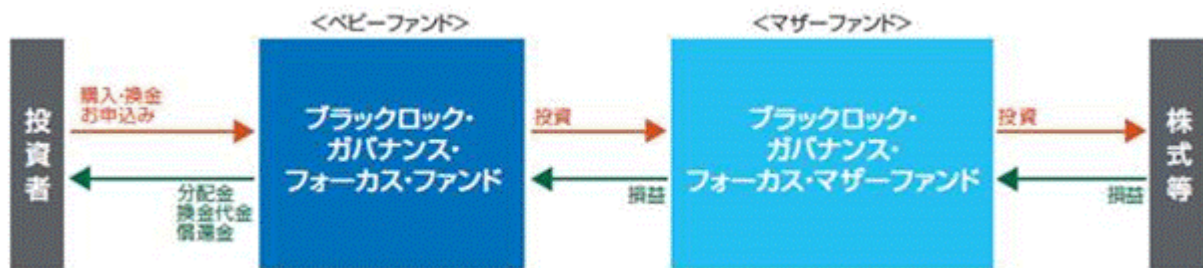 ＜ベビーファンド＞
＜マザーファンド＞
投資者
購入・換金
お申込み
分配金
換金代金
償還金
ブラックロック・
ガバナンス・
フォーカス・ファンド
投資
損益
ブラックロック・
ガバナンス・
フォーカス・マザーファンド
投資
損益
株式等